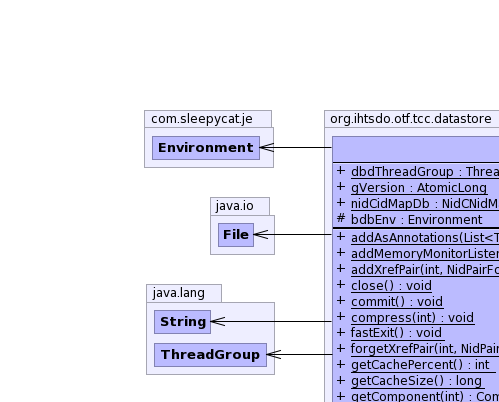 com.sleepycat.je
Environment
java.io
File
java.lang
String
ThreadGroup
org.ihtsdo.otf.tcc.datastore
+ dbdThreadGroup : Threa
+ gVersion : AtomicLong
+ nidCidMapDb : NidCNidM
# bdbEnv : Environment
+ addAsAnnotations(List<T
+ addMemoryMonitorListen
+ addXrefPair(int, NidPairFo
+ close() : void
+ commit() : void
+ compress(int) : void
+ fastExit() : void
+ forgetXrefPair(int, NidPair
+ getCachePercent() : int
+ getCacheSize() : long
+ getComponent(int) : Com